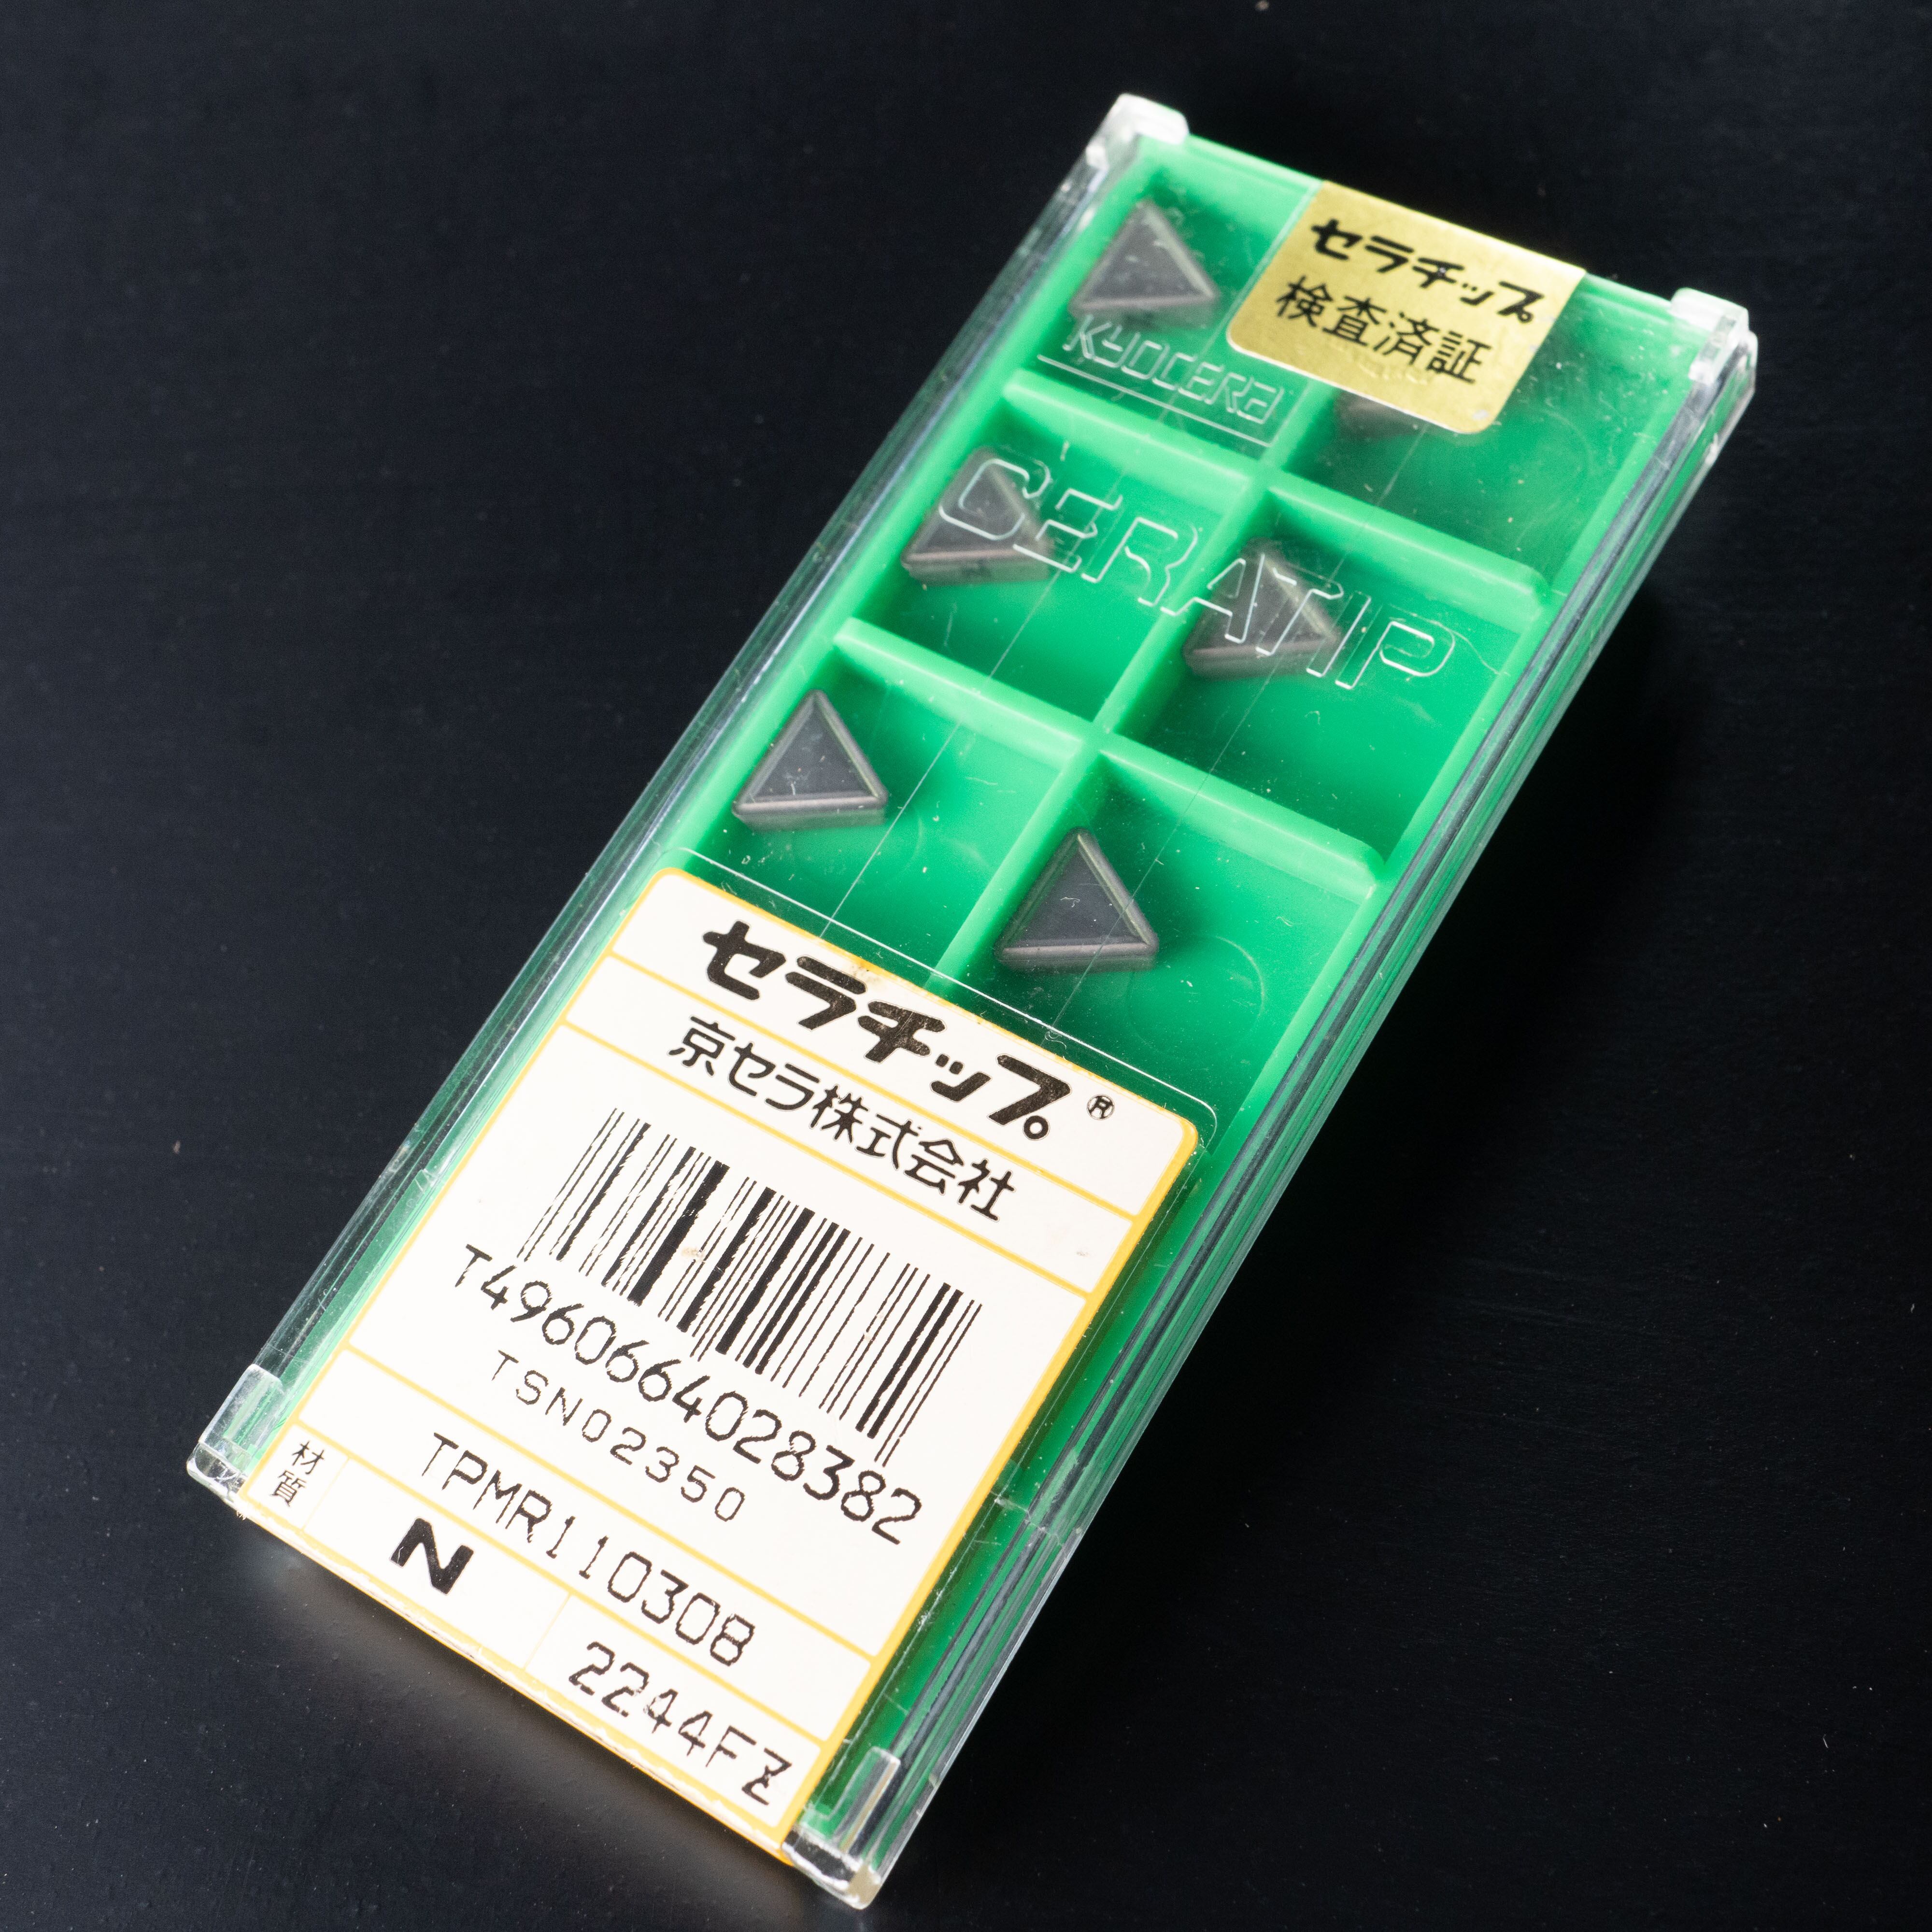 セラチップ
検査済証
KYOCERA
CERATIP
セラチップ®
京セラ株式会社
T4960664028382
TSN02350
TPMR110308
材質
N
2244FZ